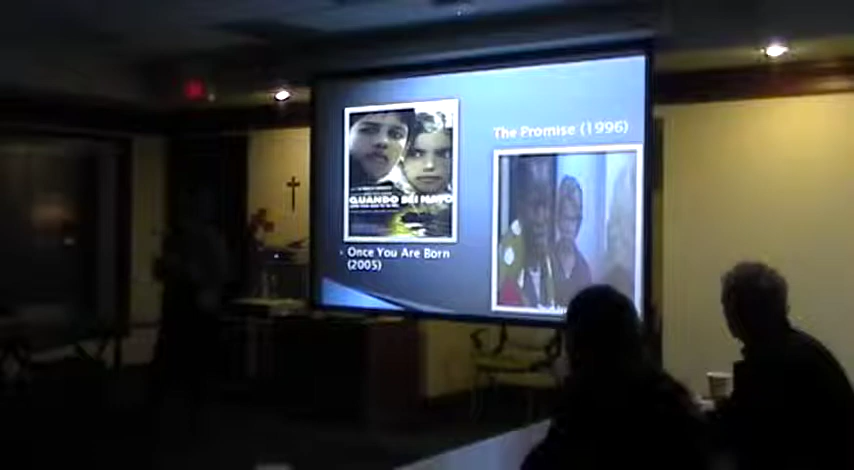 The Promise (1996)
QUANDO SEI NATO
Once You Are Born
(2005)